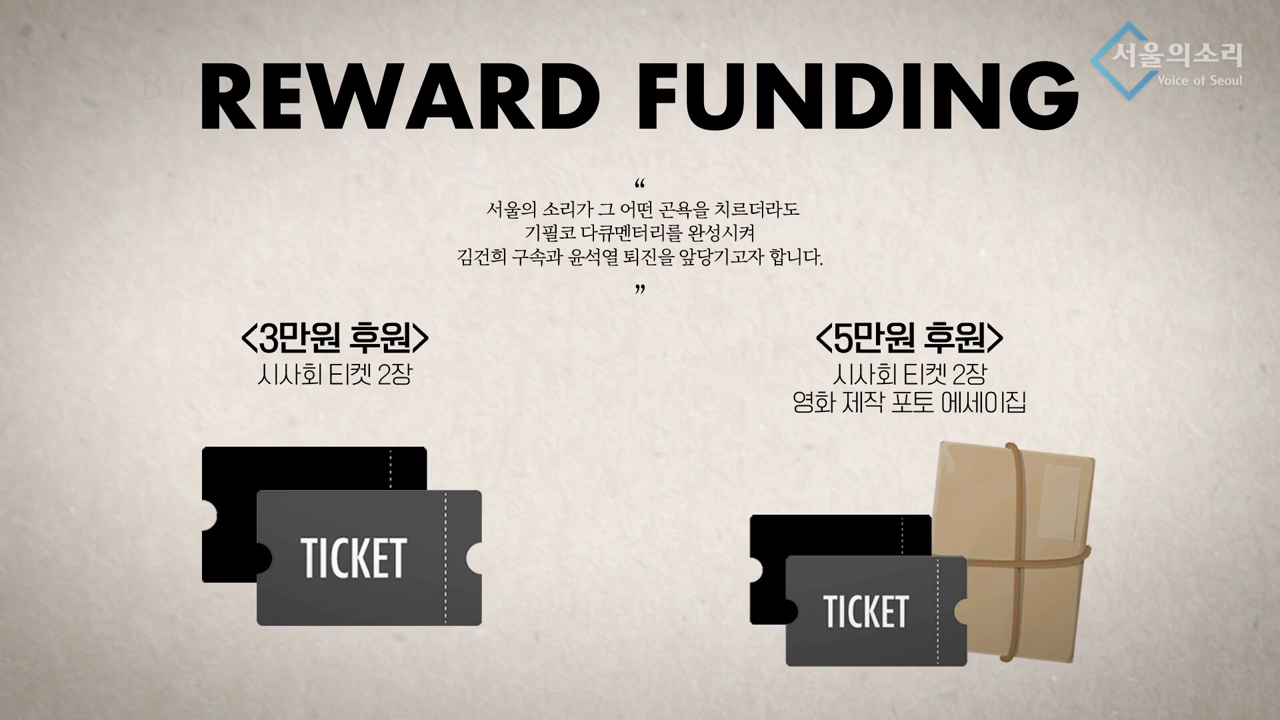 서울의소리
Voice of Seoul
REWARD FUNDING
“
서울의 소리가 그 어떤 곤욕을 치르더라도
기필코 다큐멘터리를 완성시켜
김건희 구속과 윤석열 퇴진을 앞당기고자 합니다.
”
<3만원 후원>
시사회 티켓 2장
<5만원 후원>
시사회 티켓 2장
영화 제작 포토 에세이집
TICKET
TICKET